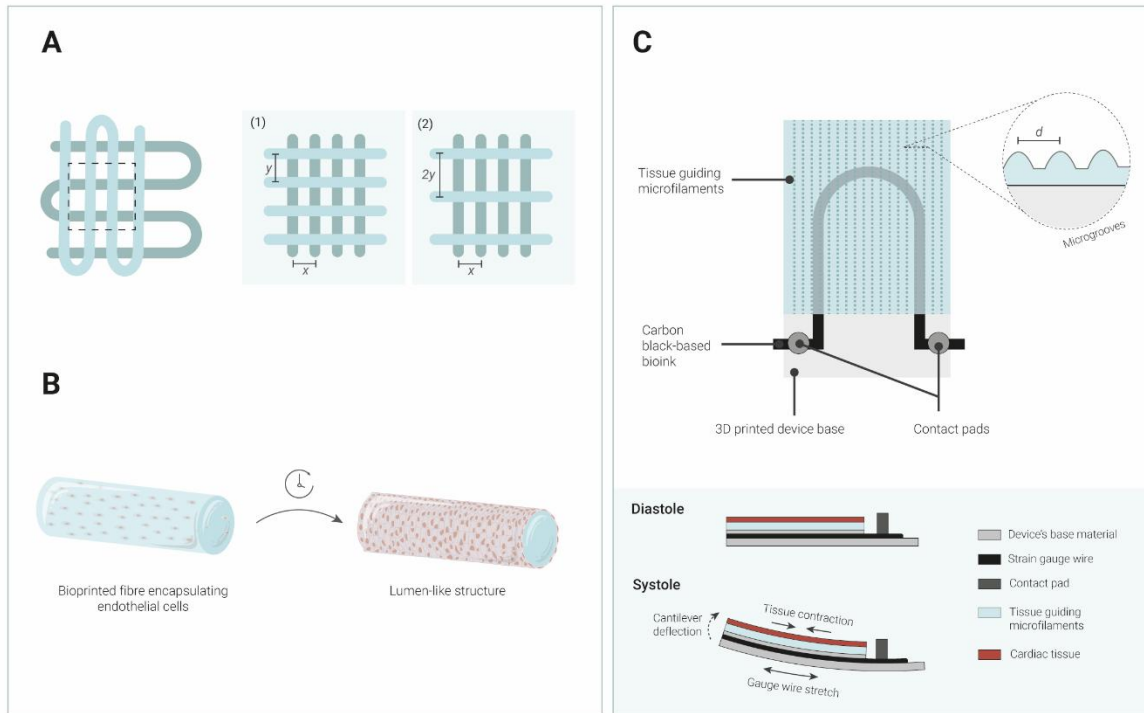 A
(1)
(2)
y
2y
x
x
B
Bioprinted fibre encapsulating
endothelial cells
Lumen-like structure
C
Tissue guiding
microfilaments
d
Microgrooves
Carbon
black-based
bioink
3D printed device base
Contact pads
Diastole
Systole
Cantilever
deflection
Tissue contraction
Gauge wire stretch
Device's base material
Strain gauge wire
Contact pad
Tissue guiding
microfilaments
Cardiac tissue